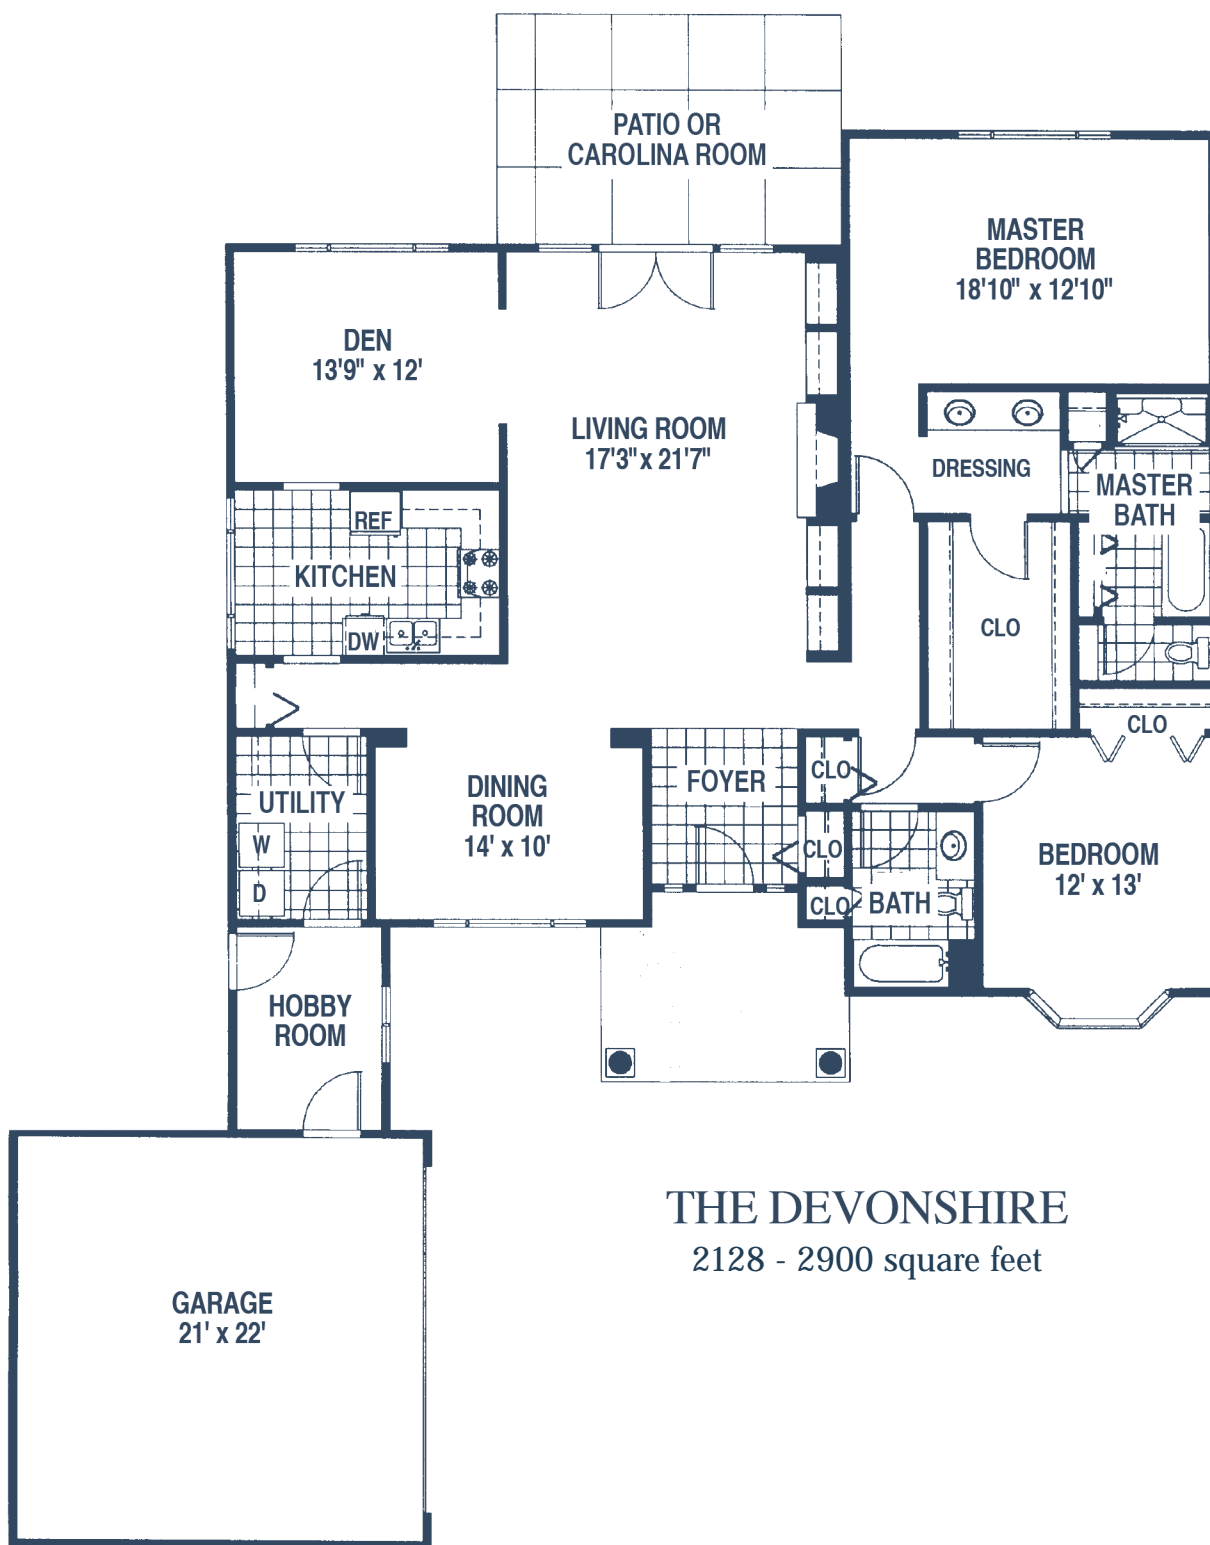 PATIO OR
CAROLINA ROOM
MASTER
BEDROOM
18'10" x 12'10"
DEN
13'9" x 12'
LIVING ROOM
17'3" x 21'7"
DRESSING
MASTER
BATH
REF
KITCHEN
DW
CLO
CLO
UTILITY
W
D
DINING
ROOM
14' x 10'
FOYER
CLO
CLO
CLO
BATH
BEDROOM
12' x 13'
HOBBY
ROOM
THE DEVONSHIRE
2128 - 2900 square feet
GARAGE
21' x 22'